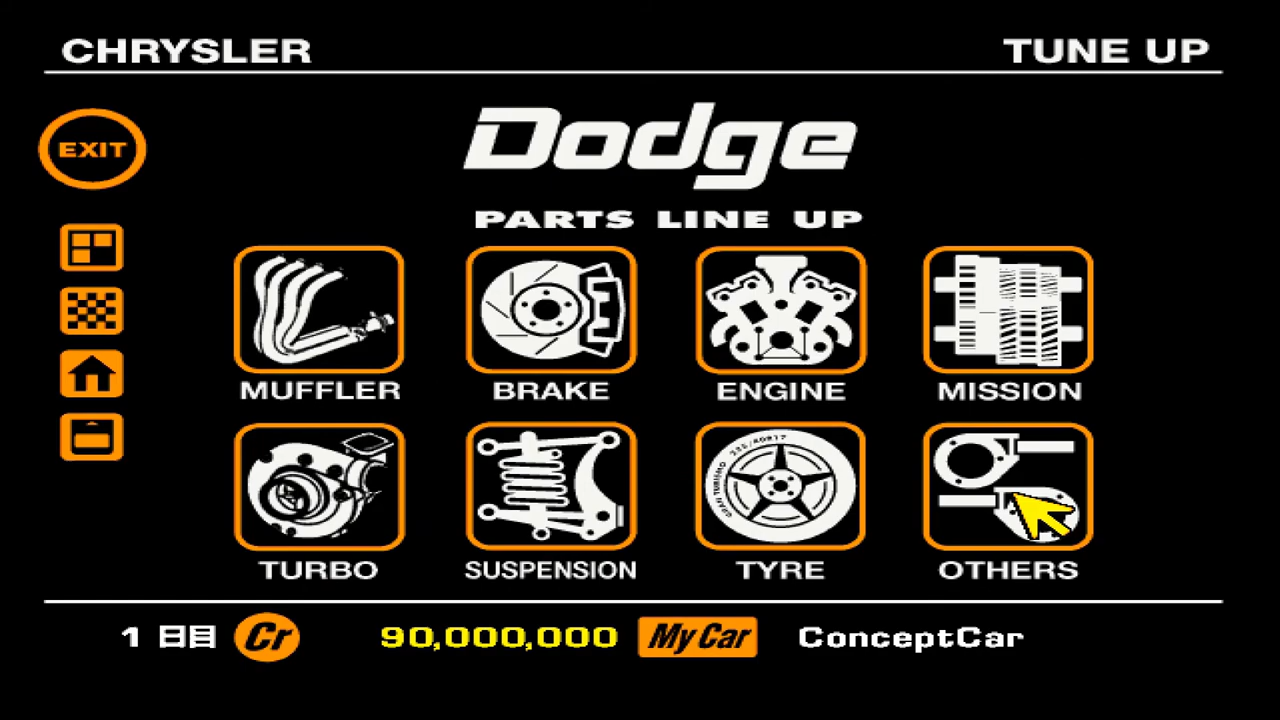 CHRYSLER TUNE UP
EXIT
Dodge
PARTS LINE UP
MUFFLER BRAKE ENGINE MISSION
TURBO SUSPENSION TYRE OTHERS
1 日目 Cr 90,000,000 My Car ConceptCar